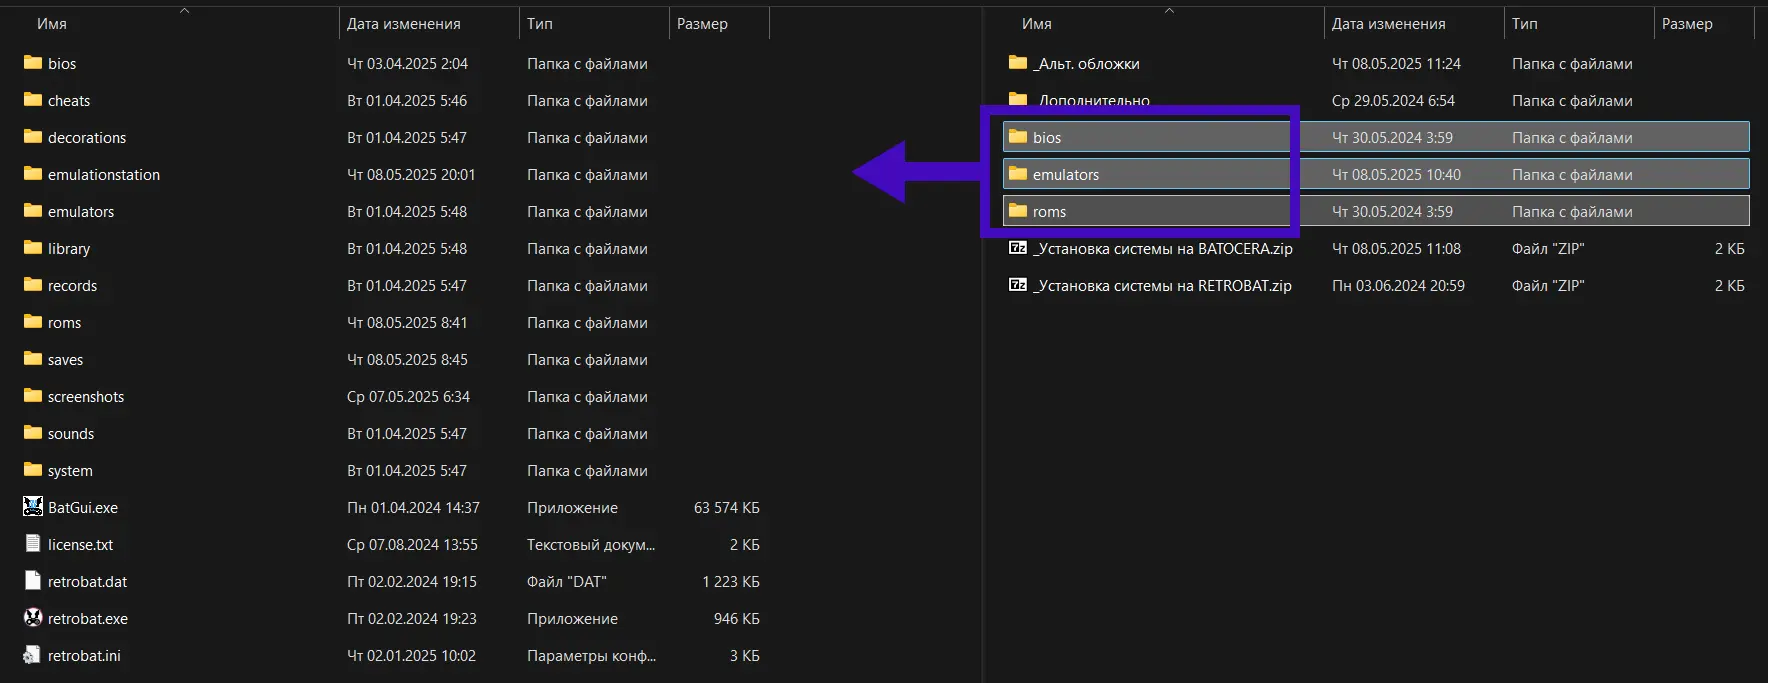 Имя Дата изменения Тип Размер
bios Чт 03.04.2025 2:04 Папка с файлами
cheats Вт 01.04.2025 5:46 Папка с файлами
decorations Вт 01.04.2025 5:47 Папка с файлами
emulationstation Чт 08.05.2025 20:01 Папка с файлами
emulators Вт 01.04.2025 5:48 Папка с файлами
library Вт 01.04.2025 5:48 Папка с файлами
records Вт 01.04.2025 5:47 Папка с файлами
roms Чт 08.05.2025 8:41 Папка с файлами
saves Чт 08.05.2025 8:45 Папка с файлами
screenshots Ср 07.05.2025 6:34 Папка с файлами
sounds Вт 01.04.2025 5:47 Папка с файлами
system Вт 01.04.2025 5:47 Папка с файлами
BatGui.exe Пн 01.04.2024 14:37 Приложение 63 574 КБ
license.txt Ср 07.08.2024 13:55 Текстовый докум... 2 КБ
retrobat.dat Пт 02.02.2024 19:15 Файл "DAT" 1 223 КБ
retrobat.exe Пт 02.02.2024 19:23 Приложение 946 КБ
retrobat.ini Чт 02.01.2025 10:02 Параметры конф... 3 КБ
Имя Дата изменения Тип Размер
_Альт. обложки Чт 08.05.2025 11:24 Папка с файлами
_Дополнительно Ср 29.05.2024 6:54 Папка с файлами
bios Чт 30.05.2024 3:59 Папка с файлами
emulators Чт 08.05.2025 10:40 Папка с файлами
roms Чт 30.05.2024 3:59 Папка с файлами
7z _Установка системы на BATOCERA.zip Чт 08.05.2025 11:08 Файл "ZIP" 2 КБ
7z _Установка системы на RETROBAT.zip Пн 03.06.2024 20:59 Файл "ZIP" 2 КБ